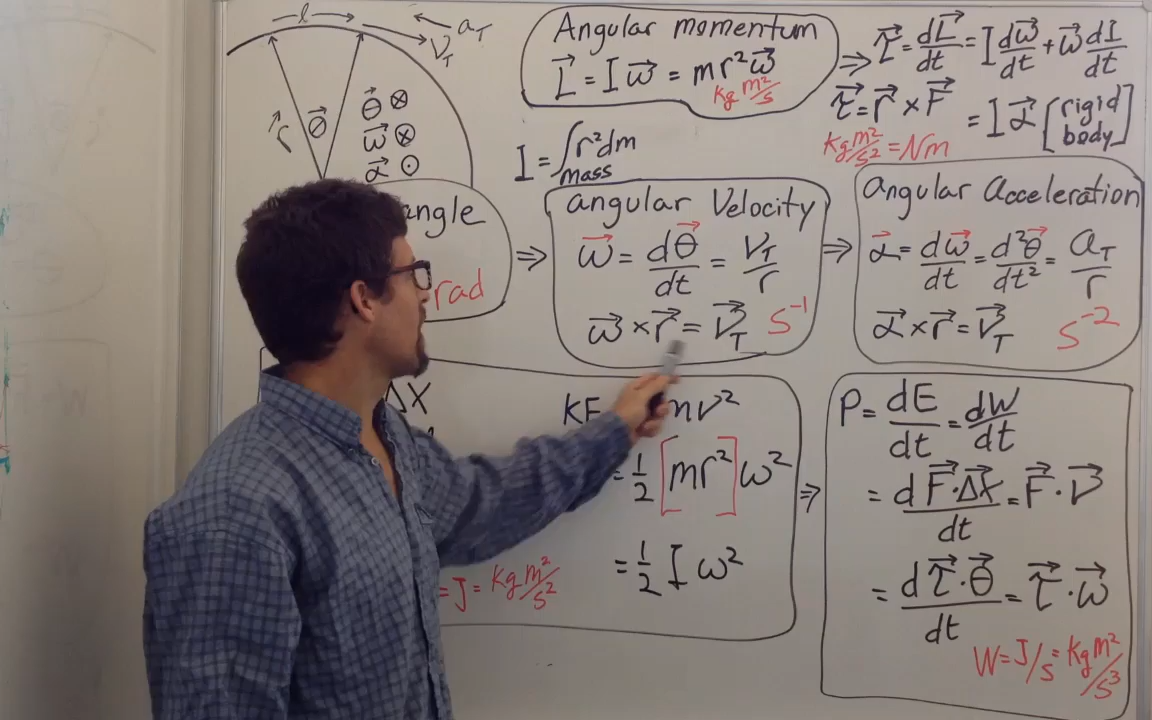 l
a_T
V⃗_T
r⃗
θ⃗
θ⃗ ⊗
ω⃗ ⊗
α⃗ ⊙
Angular momentum
L⃗ = I ω⃗ = mr²ω⃗
kg m²/s
⇒ τ⃗ = dL⃗/dt = I dω⃗/dt + ω⃗ dI/dt
τ⃗ = r⃗ × F⃗ = I α⃗ [rigid body]
kg m²/s² = Nm
I = ∫ r²dm
mass
angle
rad
⇒
angular Velocity
ω⃗ = dθ⃗/dt = V_T/r
ω⃗ × r⃗ = V⃗_T s⁻¹
⇒
angular Acceleration
α⃗ = dω⃗/dt = d²θ⃗/dt² = a_T/r
α⃗ × r⃗ = V⃗_T s⁻²
ΔX
= J = kg m²/s²
KE mv²
= ½ [mr²] ω²
= ½ I ω²
⇒
P = dE/dt = dW/dt
= d F⃗·ΔX⃗/dt = F⃗ · V⃗
= d τ⃗·θ⃗/dt = τ⃗ · ω⃗
W = J/s = kg m²/s³